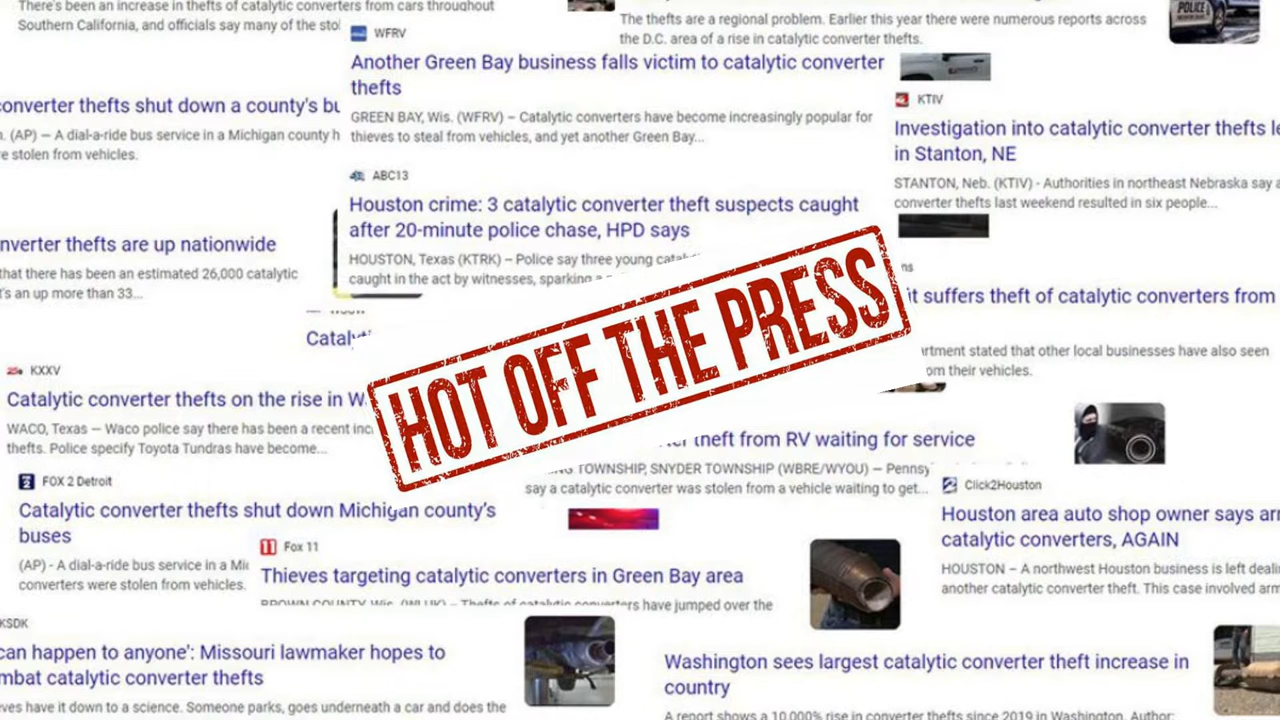 There's been an increase in thefts of catalytic converters from cars throughout
Southern California, and officials say many of the
The thefts are a regional problem. Earlier this year there were numerous reports across
the D.C. area of a rise in catalytic converter thefts.
POLICE
WFRV
Another Green Bay business falls victim to catalytic converter
thefts
GREEN BAY, Wis. (WFRV) – Catalytic converters have become increasingly popular for
thieves to steal from vehicles, and yet another Green Bay...
KTIV
Investigation into catalytic converter thefts
in Stanton, NE
STANTON, Neb. (KTIV) - Authorities in northeast Nebraska say a
converter thefts last weekend resulted in six people...
converter thefts shut down a county's
(AP) — A dial-a-ride bus service in a Michigan county
stolen from vehicles.
ABC13
Houston crime: 3 catalytic converter theft suspects caught
after 20-minute police chase, HPD says
HOUSTON, Texas (KTRK) – Police say three young
caught in the act by witnesses, sparking
thefts are up nationwide
that there has been an estimated 26,000 catalytic
an up more than 33...
suffers theft of catalytic converters from
stated that other local businesses have also seen
their vehicles.
HOT OFF THE PRESS
KXXV
Catalytic converter thefts on the rise in
WACO, Texas — Waco police say there has been a recent
thefts. Police specify Toyota Tundras have become...
theft from RV waiting for service
TOWNSHIP, SNYDER TOWNSHIP (WBRE/WYOU) —
say a catalytic converter was stolen from a vehicle waiting to get...
FOX 2 Detroit
Catalytic converter thefts shut down Michigan county's
buses
(AP) - A dial-a-ride bus service in a
converters were stolen from vehicles.
Click2Houston
Houston area auto shop owner says
catalytic converters, AGAIN
HOUSTON – A northwest Houston business is left
another catalytic converter theft. This case involved
11 Fox 11
Thieves targeting catalytic converters in Green Bay area
BROWN COUNTY, Wis. (WLUK) – Thefts of catalytic converters have jumped over the
KSDK
can happen to anyone': Missouri lawmaker hopes to
catalytic converter thefts
have it down to a science. Someone parks, goes underneath a car and does the
Washington sees largest catalytic converter theft increase in
country
A report shows a 10,000% rise in converter thefts since 2019 in Washington. Author: